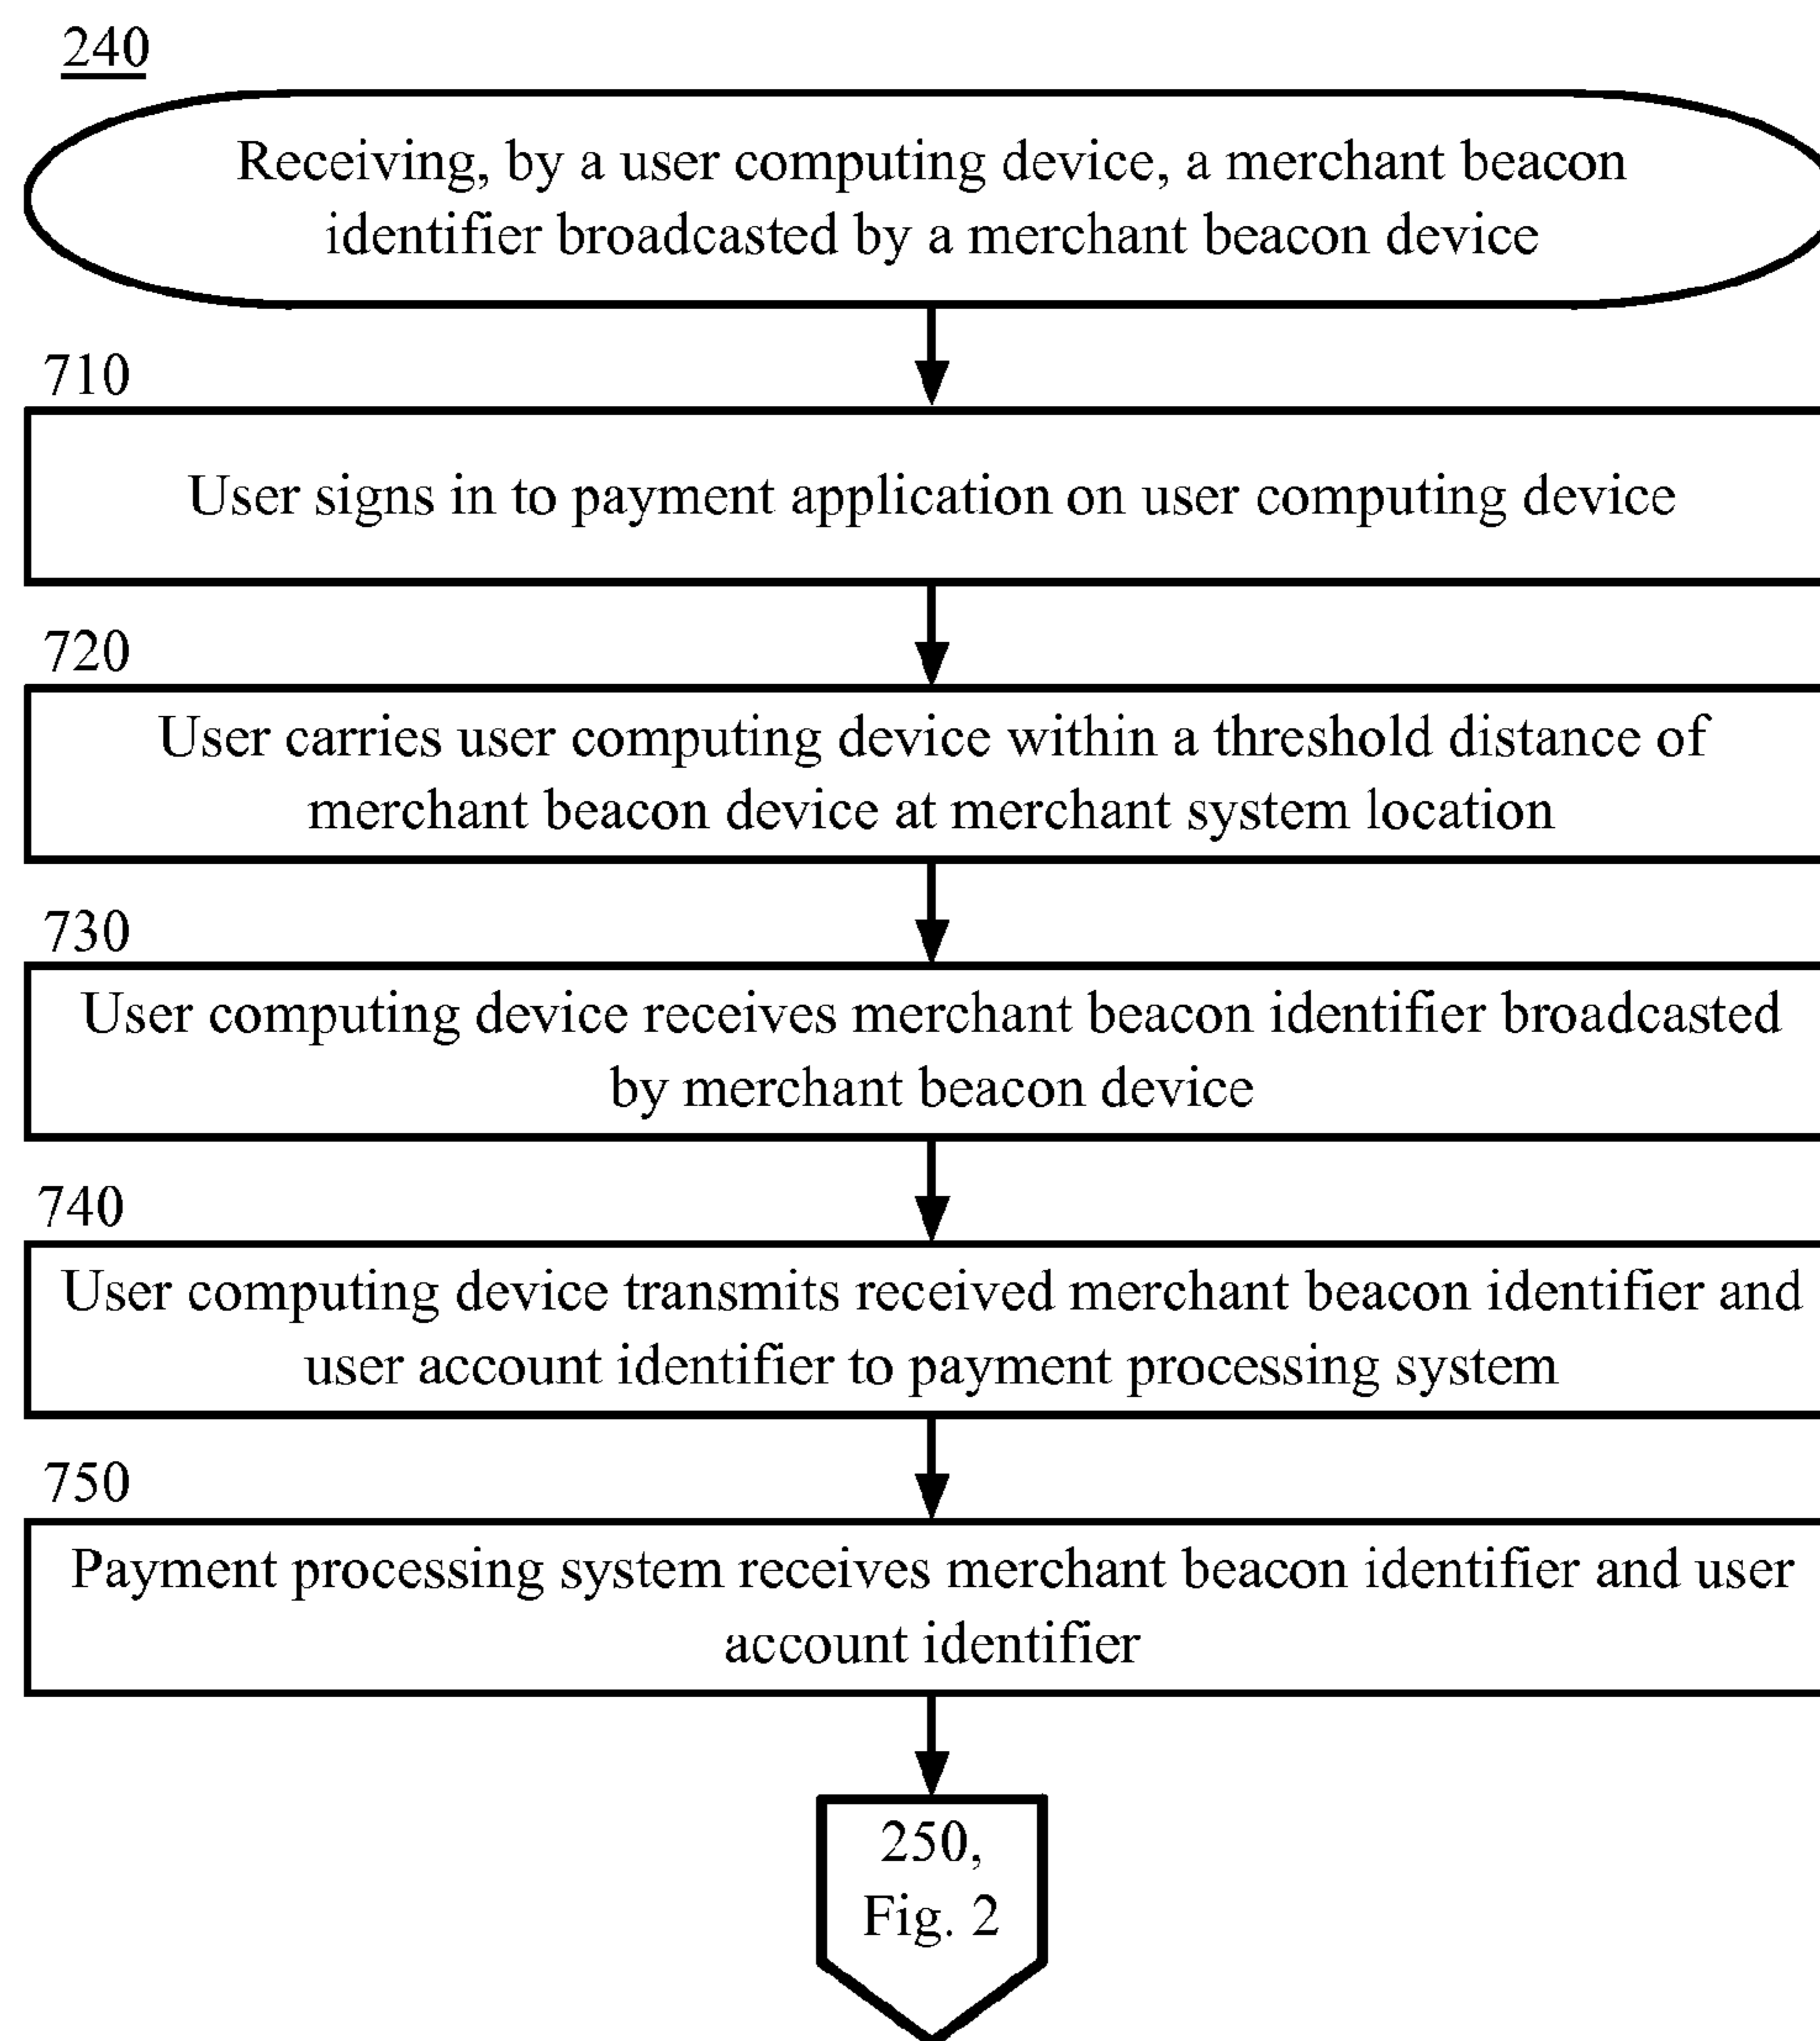 240
Receiving, by a user computing device, a merchant beacon
identifier broadcasted by a merchant beacon device
710
User signs in to payment application on user computing device
720
User carries user computing device within a threshold distance of
merchant beacon device at merchant system location
730
User computing device receives merchant beacon identifier broadcasted
by merchant beacon device
740
User computing device transmits received merchant beacon identifier and
user account identifier to payment processing system
750
Payment processing system receives merchant beacon identifier and user
account identifier
250,
Fig. 2